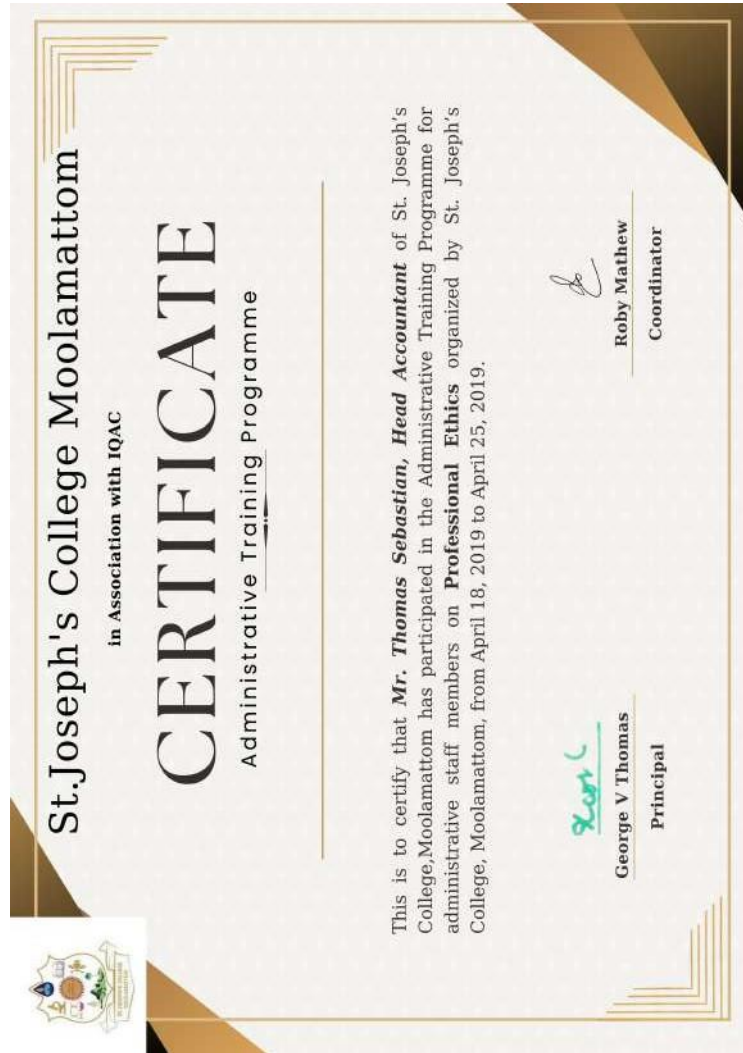 St.Joseph's College Moolamattom
in Association with IQAC
CERTIFICATE
Administrative Training Programme
This is to certify that Mr. Thomas Sebastian, Head Accountant of St. Joseph's
College,Moolamattom has participated in the Administrative Training Programme for
administrative staff members on Professional Ethics organized by St. Joseph's
College, Moolamattom, from April 18, 2019 to April 25, 2019.
George V Thomas
Principal
Roby Mathew
Coordinator